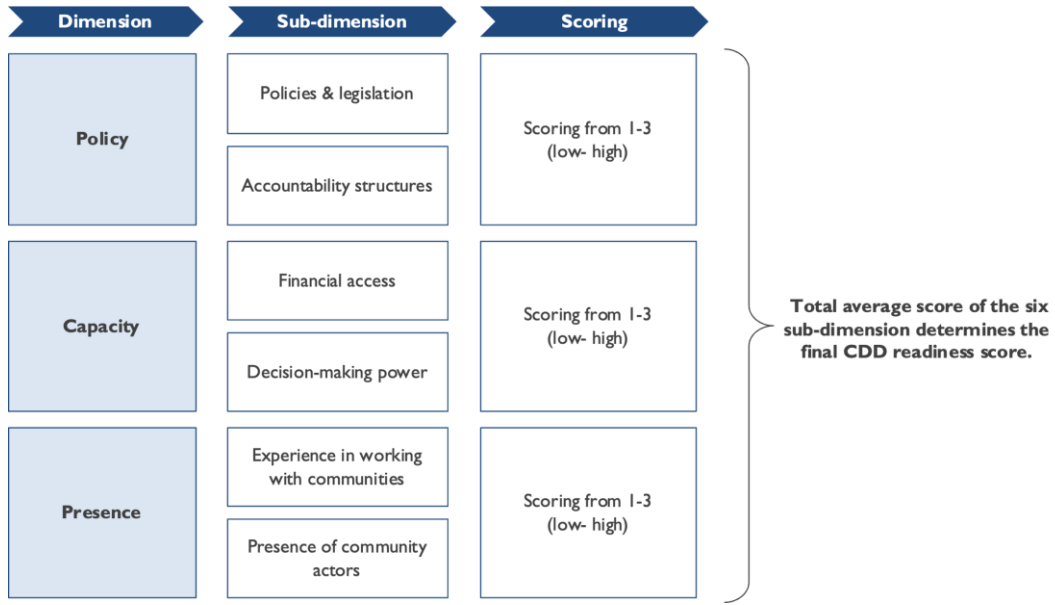 Dimension
Sub-dimension
Scoring
Policy
Policies & legislation
Accountability structures
Scoring from 1-3
(low- high)
Capacity
Financial access
Decision-making power
Scoring from 1-3
(low- high)
Presence
Experience in working
with communities
Presence of community
actors
Scoring from 1-3
(low- high)
Total average score of the six
sub-dimension determines the
final CDD readiness score.